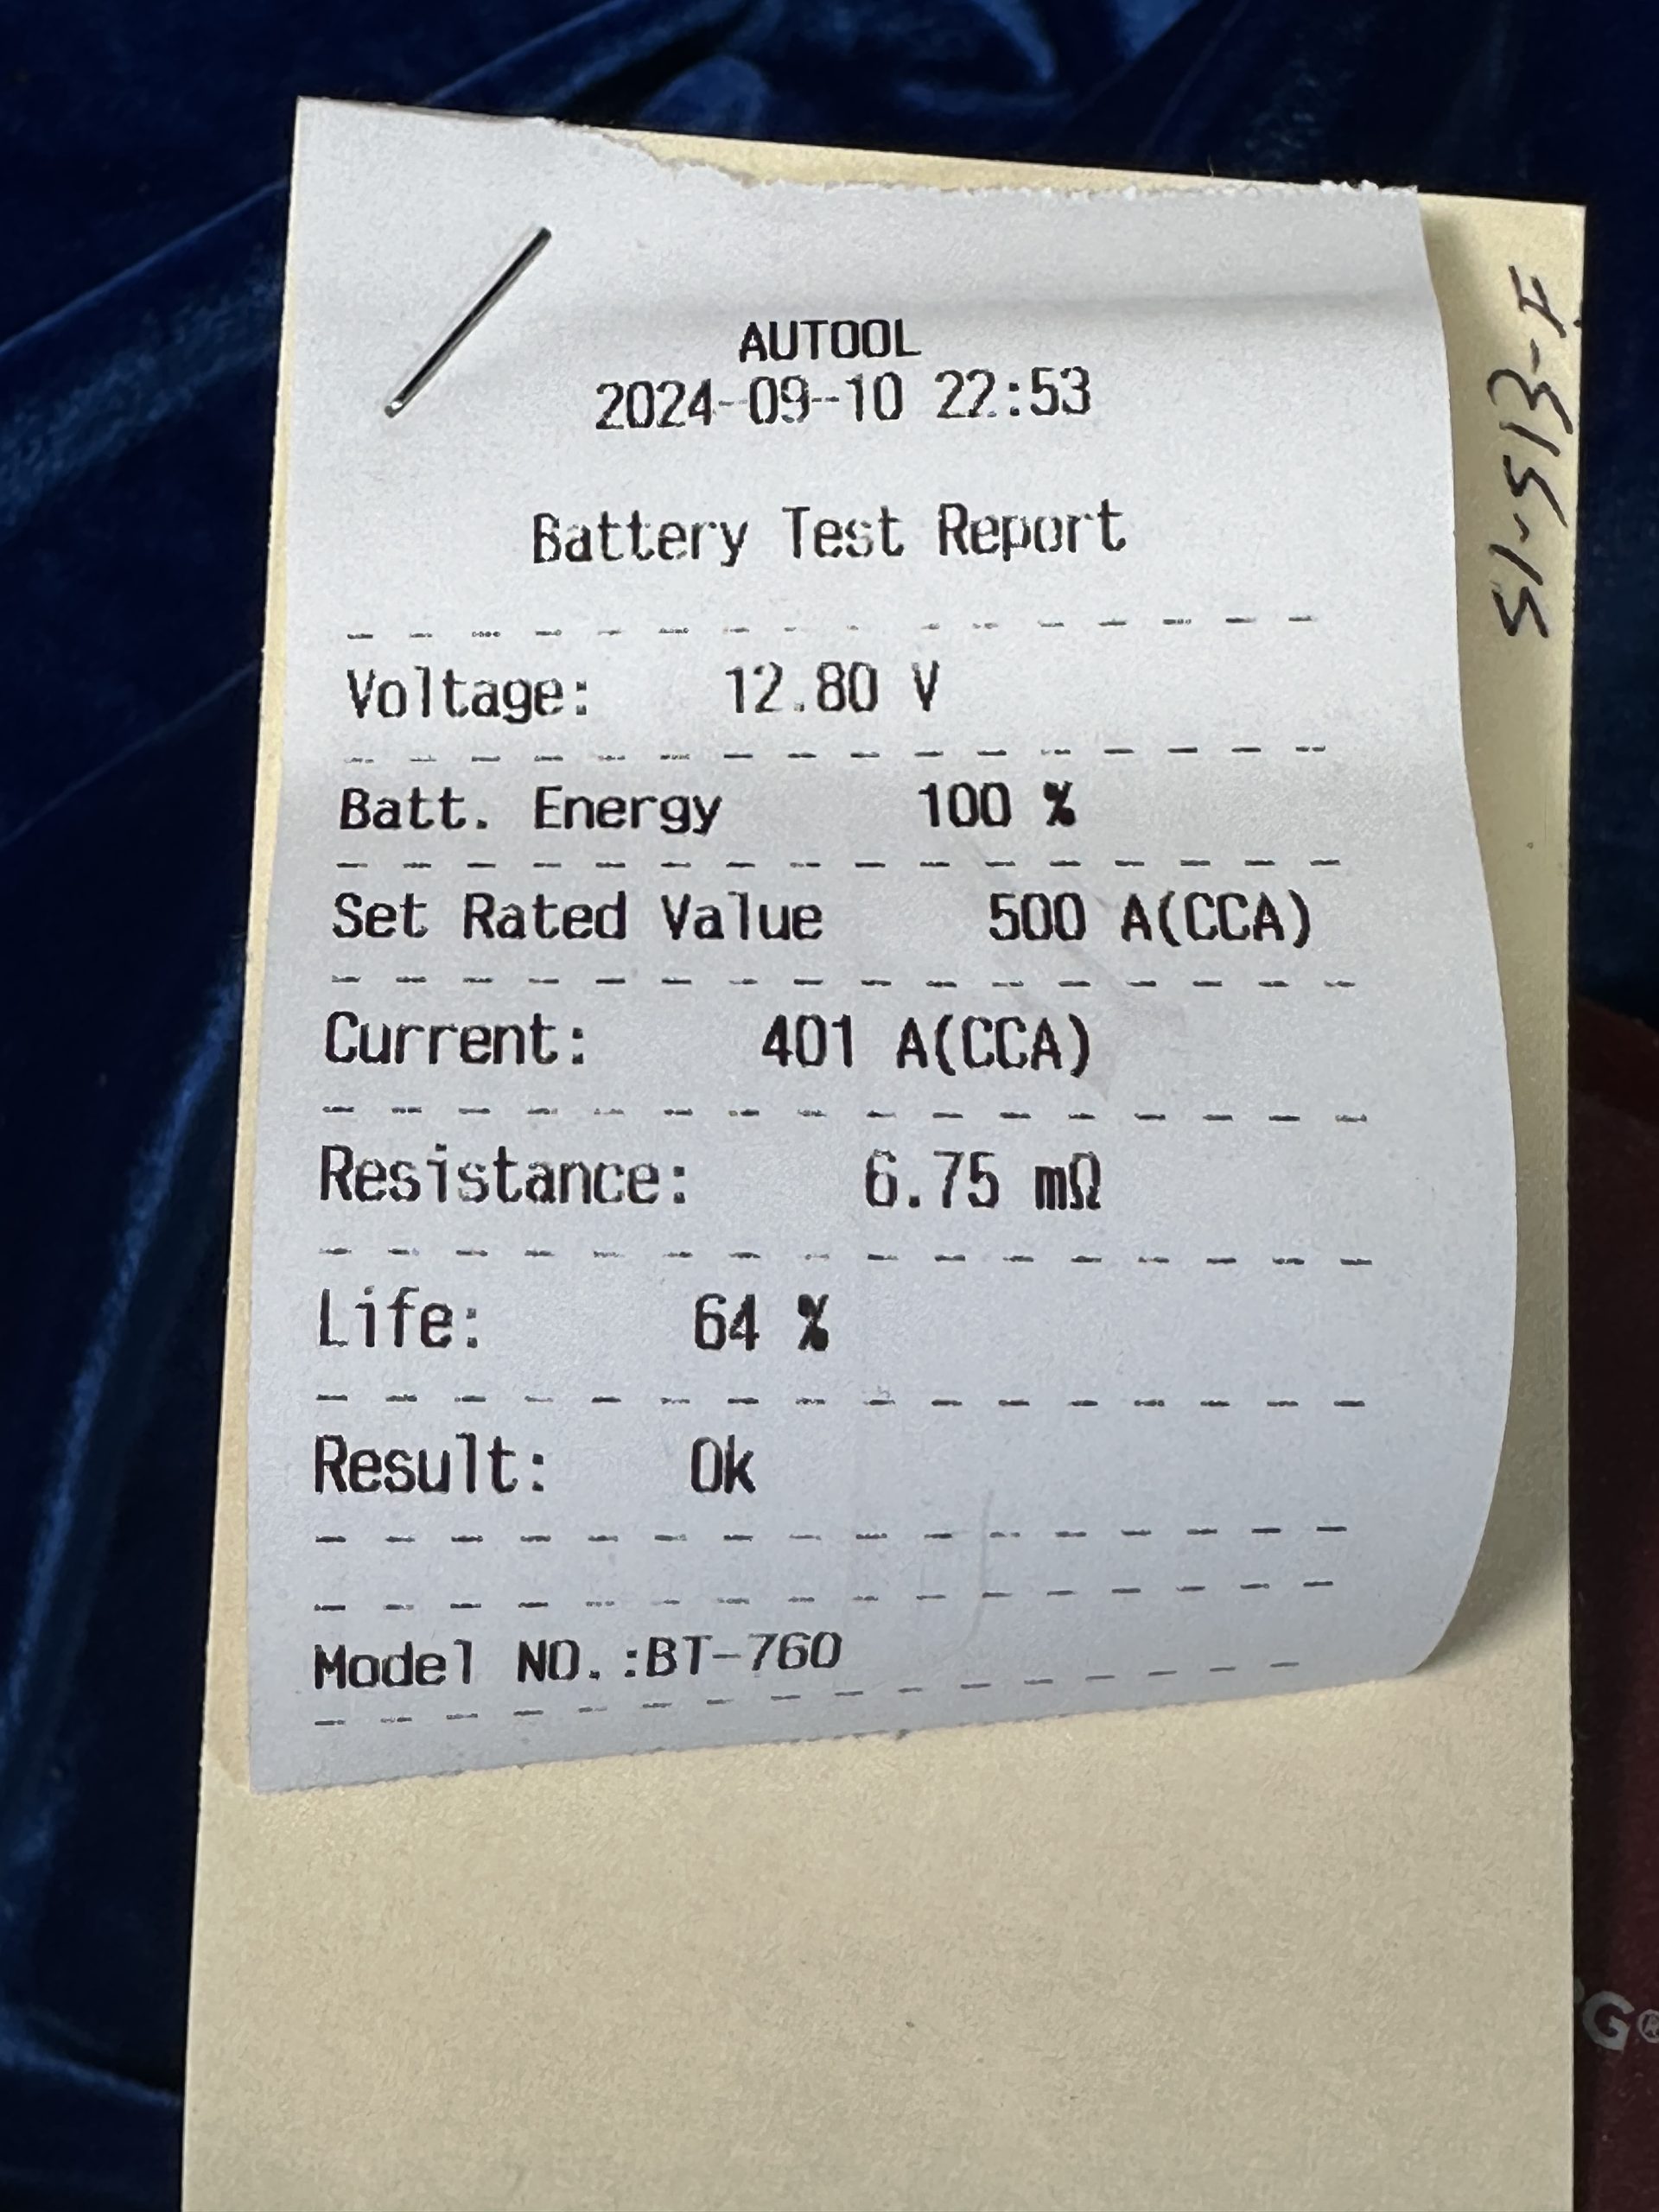 AUTOOL
2024-09-10 22:53
Battery Test Report
Voltage: 12.80 V
Batt. Energy 100 %
Set Rated Value 500 A(CCA)
Current: 401 A(CCA)
Resistance: 6.75 mΩ
Life: 64 %
Result: Ok
Model NO.:BT-760
G®